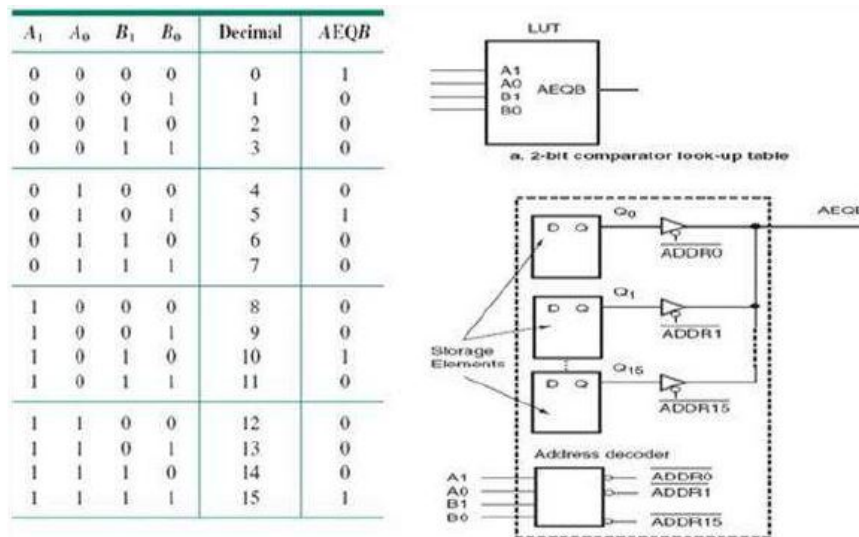 A₁ A₀ B₁ B₀ Decimal AEQB
0 0 0 0 0 1
0 0 0 1 1 0
0 0 1 0 2 0
0 0 1 1 3 0
0 1 0 0 4 0
0 1 0 1 5 1
0 1 1 0 6 0
0 1 1 1 7 0
1 0 0 0 8 0
1 0 0 1 9 0
1 0 1 0 10 1
1 0 1 1 11 0
1 1 0 0 12 0
1 1 0 1 13 0
1 1 1 0 14 0
1 1 1 1 15 1
LUT
A1
A0
B1
B0
AEQB
a. 2-bit comparator look-up table
D Q
Q₀
ADDR0
AEQB
D Q
Q₁
ADDR1
Storage
Elements
D Q
Q₁₅
ADDR15
Address decoder
A1
A0
B1
B0
ADDR0
ADDR1
ADDR15